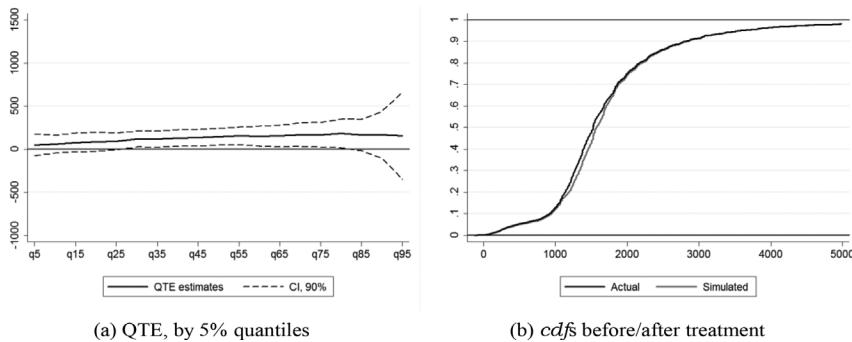 1500
1000
500
0
-500
-1000
q5 q15 q25 q35 q45 q55 q65 q75 q85 q95
QTE estimates CI, 90%
(a) QTE, by 5% quantiles
1
.9
.8
.7
.6
.5
.4
.3
.2
.1
0
0 1000 2000 3000 4000 5000
Actual Simulated
(b) cdfs before/after treatment